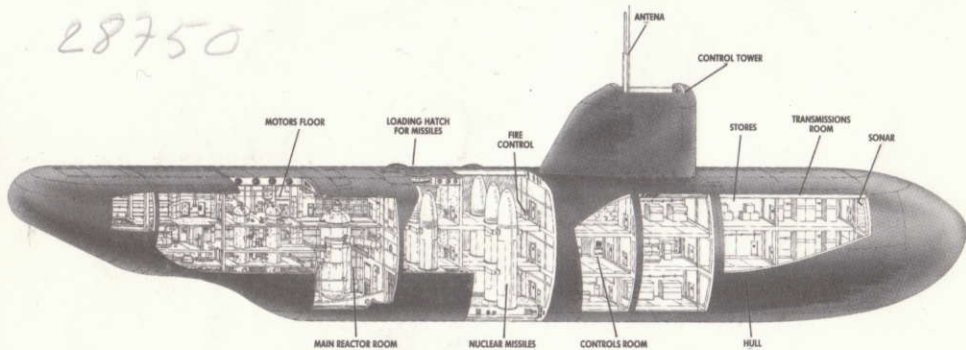 28750
ANTENA
CONTROL TOWER
MOTORS FLOOR
LOADING HATCH
FOR MISSILES
FIRE
CONTROL
STORES
TRANSMISSIONS
ROOM
SONAR
MAIN REACTOR ROOM
NUCLEAR MISSILES
CONTROLS ROOM
HULL